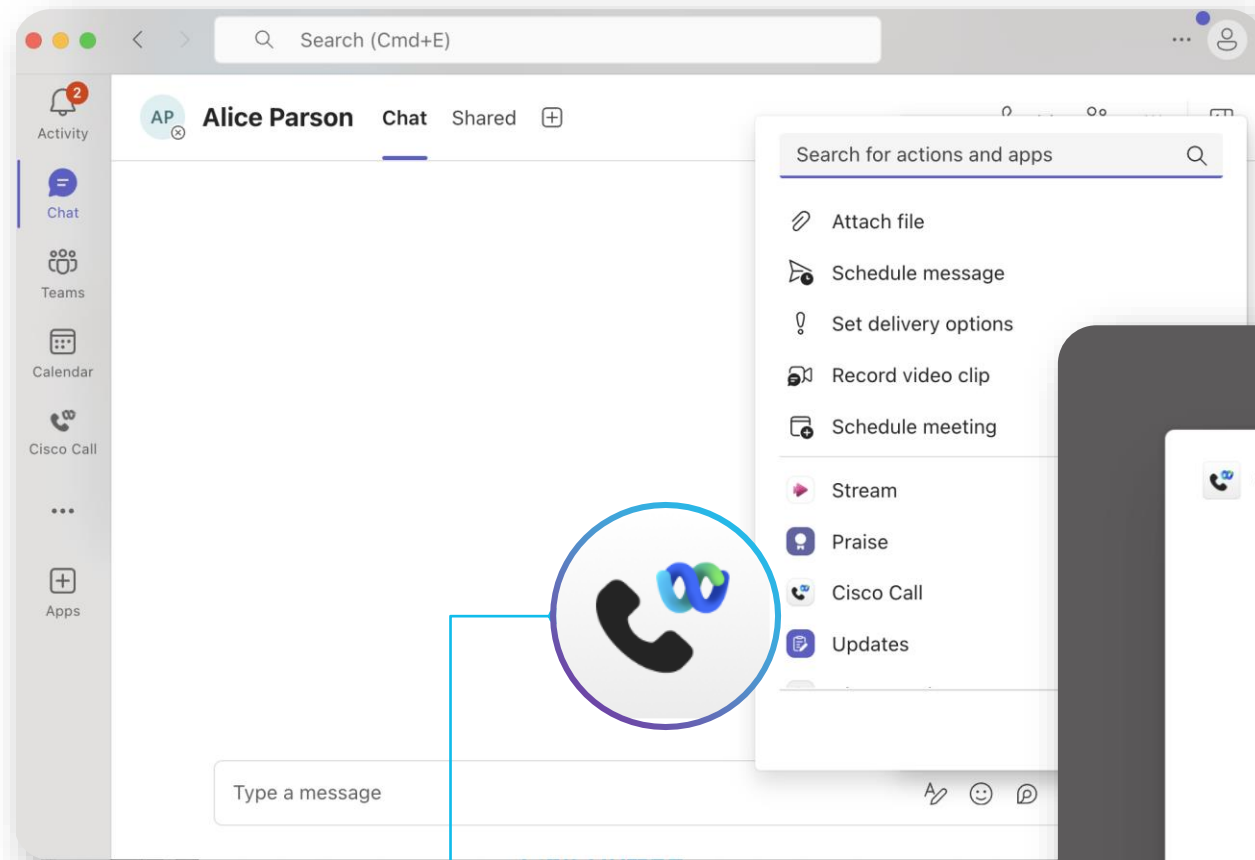 Search (Cmd+E)
2
Activity
Chat
Teams
Calendar
Cisco Call
Apps
AP
Alice Parson
Chat
Shared
Search for actions and apps
Attach file
Schedule message
Set delivery options
Record video clip
Schedule meeting
Stream
Praise
Cisco Call
Updates
Type a message